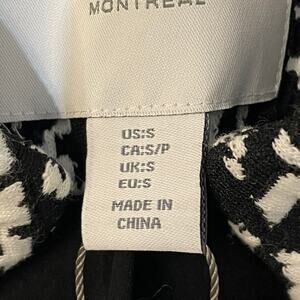 MONTREAL
US:S
CA:S/P
UK:S
EU:S
MADE IN
CHINA